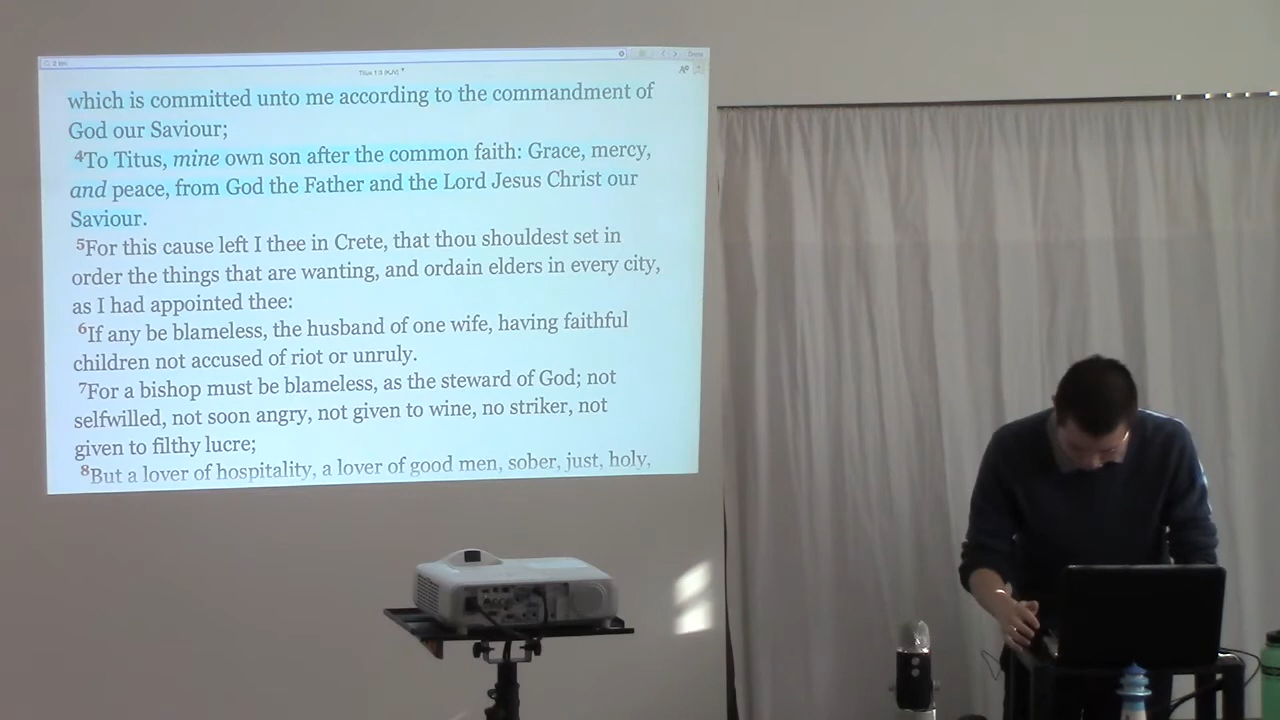 Titus 1:3 (KJV)
which is committed unto me according to the commandment of
God our Saviour;
4To Titus, mine own son after the common faith: Grace, mercy,
and peace, from God the Father and the Lord Jesus Christ our
Saviour.
5For this cause left I thee in Crete, that thou shouldest set in
order the things that are wanting, and ordain elders in every city,
as I had appointed thee:
6If any be blameless, the husband of one wife, having faithful
children not accused of riot or unruly.
7For a bishop must be blameless, as the steward of God; not
selfwilled, not soon angry, not given to wine, no striker, not
given to filthy lucre;
8But a lover of hospitality, a lover of good men, sober, just, holy,